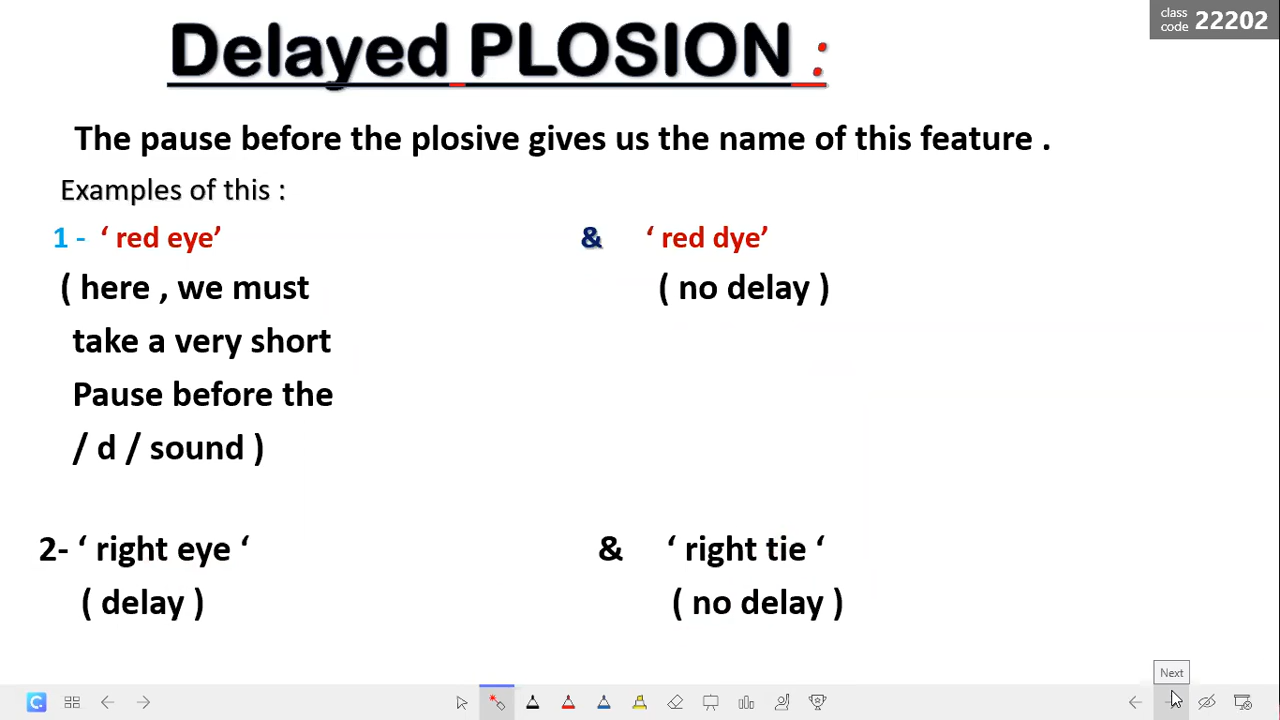 class code 22202
Delayed PLOSION :
The pause before the plosive gives us the name of this feature .
Examples of this :
1 - ‘ red eye’ & ‘ red dye’
( here , we must ( no delay )
take a very short
Pause before the
/ d / sound )
2- ‘ right eye ‘ & ‘ right tie ‘
( delay ) ( no delay )
Next